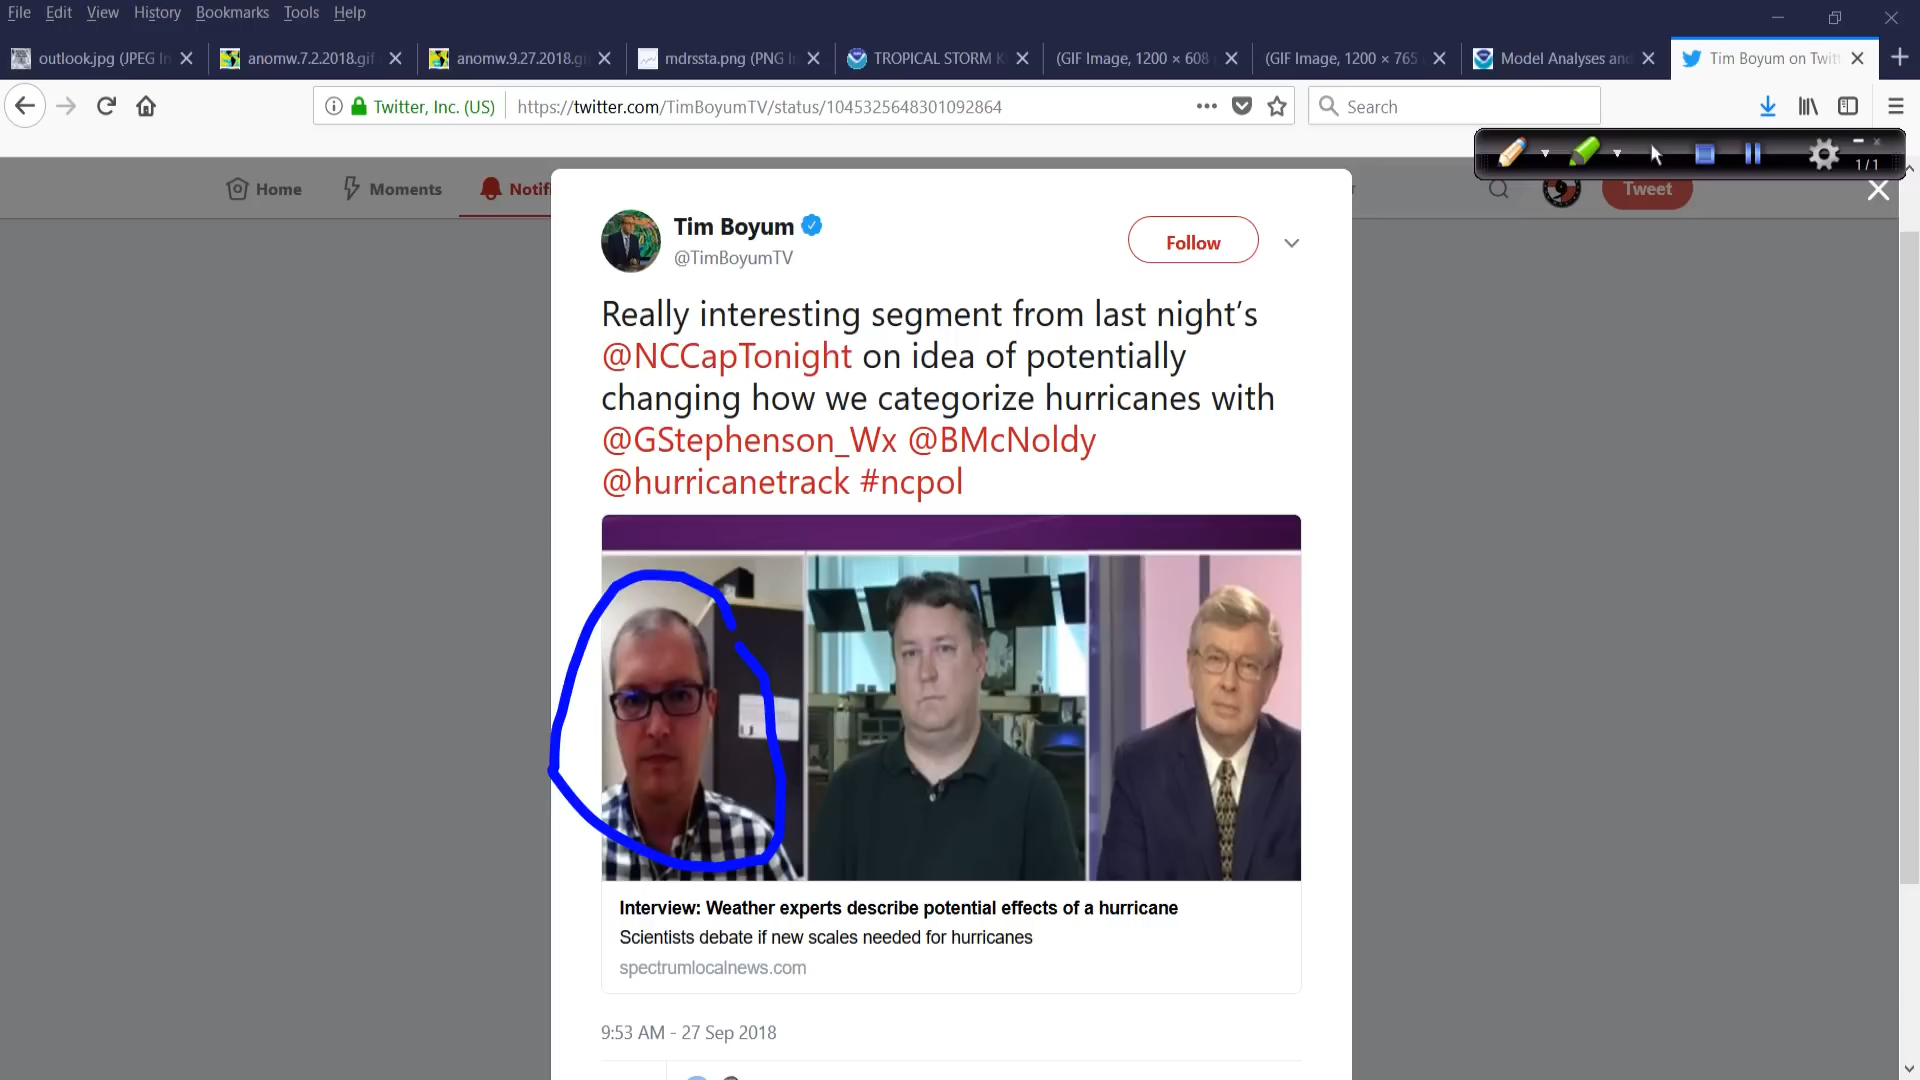 File Edit View History Bookmarks Tools Help
outlook.jpg (JPEG In
anomw.7.2.2018.gif
anomw.9.27.2018.gi
mdrssta.png (PNG I
TROPICAL STORM K
(GIF Image, 1200 × 608
(GIF Image, 1200 × 765
Model Analyses and
Tim Boyum on Twitt
Twitter, Inc. (US) https://twitter.com/TimBoyumTV/status/1045325648301092864
Search
1/1
Home Moments Notifi
Tweet
Tim Boyum
@TimBoyumTV
Follow
Really interesting segment from last night’s
@NCCapTonight on idea of potentially
changing how we categorize hurricanes with
@GStephenson_Wx @BMcNoldy
@hurricanetrack #ncpol
Interview: Weather experts describe potential effects of a hurricane
Scientists debate if new scales needed for hurricanes
spectrumlocalnews.com
9:53 AM - 27 Sep 2018